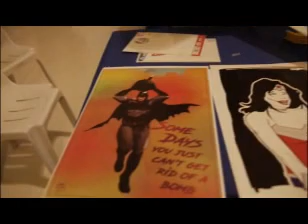 SOME
DAYS
YOU JUST
CAN'T GET
RID OF A
BOMB